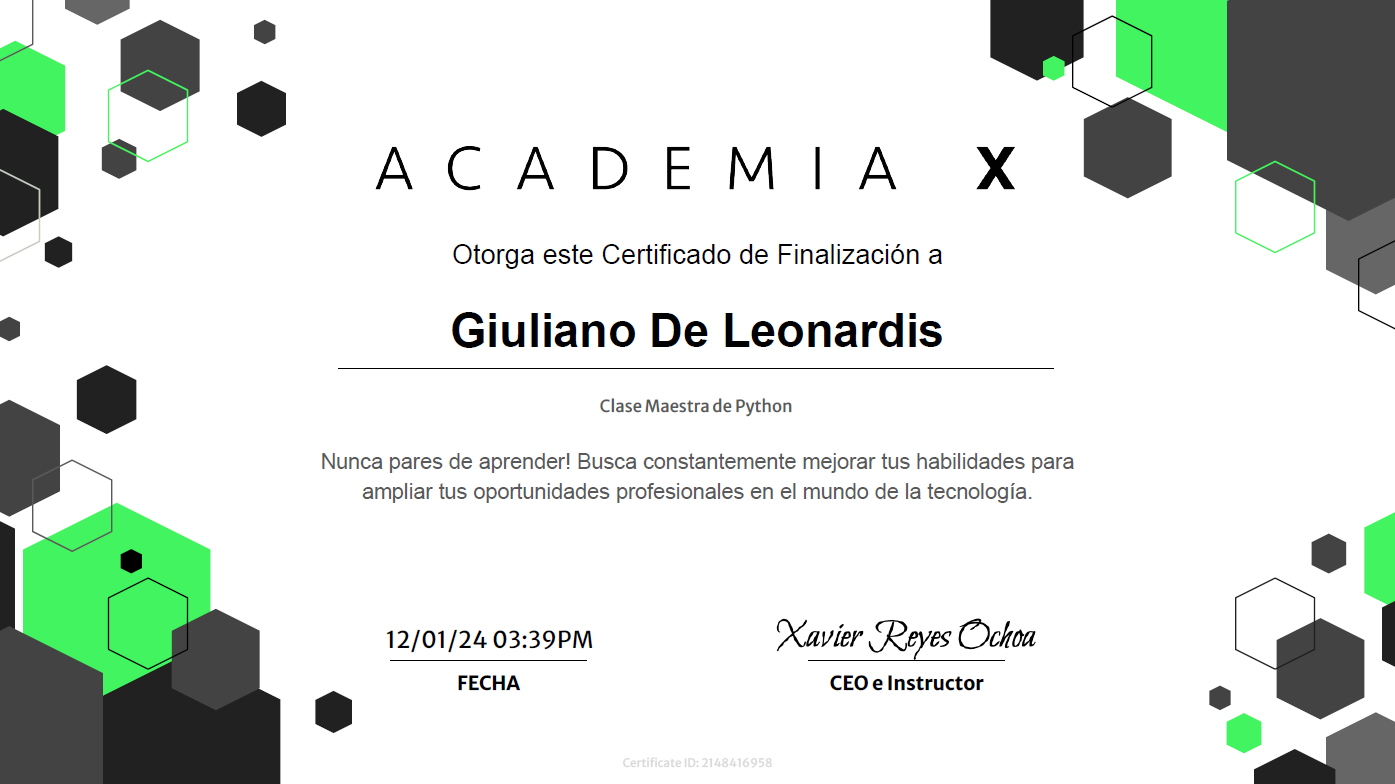 ACADEMIA X
Otorga este Certificado de Finalización a
Giuliano De Leonardis
Clase Maestra de Python
Nunca pares de aprender! Busca constantemente mejorar tus habilidades para
ampliar tus oportunidades profesionales en el mundo de la tecnología.
12/01/24 03:39PM
FECHA
Xavier Reyes Ochoa
CEO e Instructor
Certificate ID: 2148416958